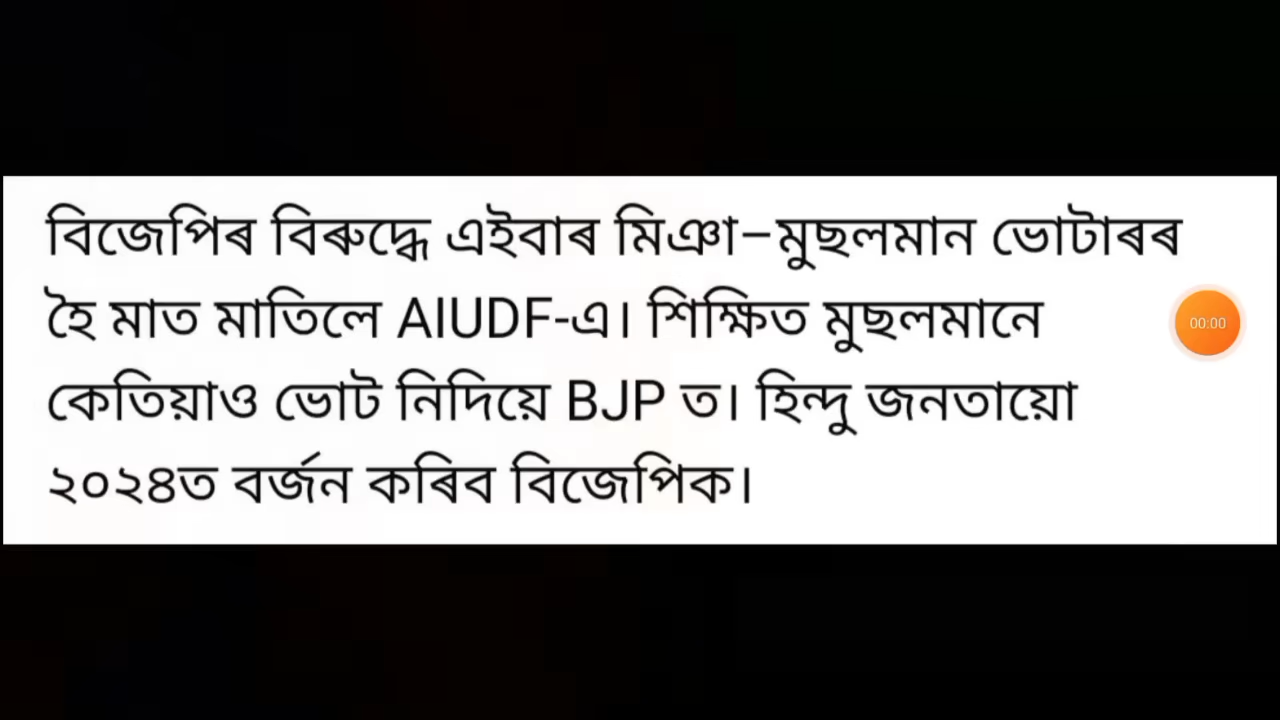 বিজেপিৰ বিৰুদ্ধে এইবাৰ মিঞা–মুছলমান ভোটাৰৰ
হৈ মাত মাতিলে AIUDF-এ। শিক্ষিত মুছলমানে
00:00
কেতিয়াও ভোট নিদিয়ে BJP ত। হিন্দু জনতায়ো
২০২৪ত বৰ্জন কৰিব বিজেপিক।